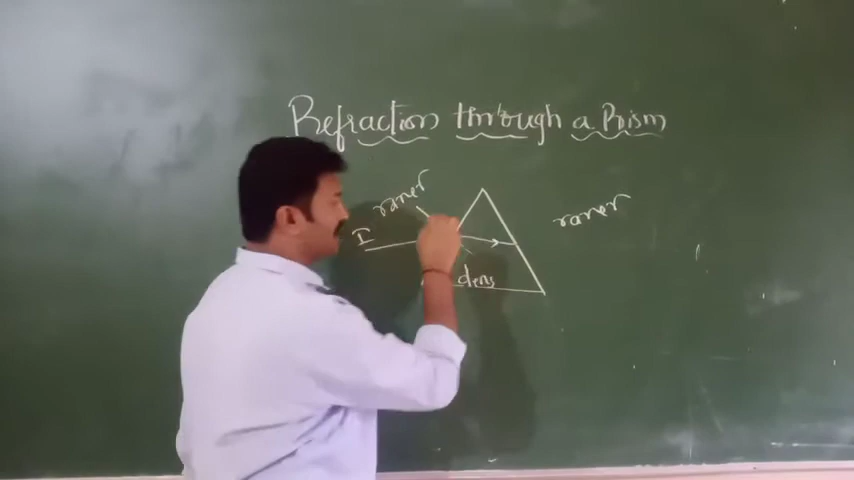 Refraction through a Prism
rarer
rarer
I
dens